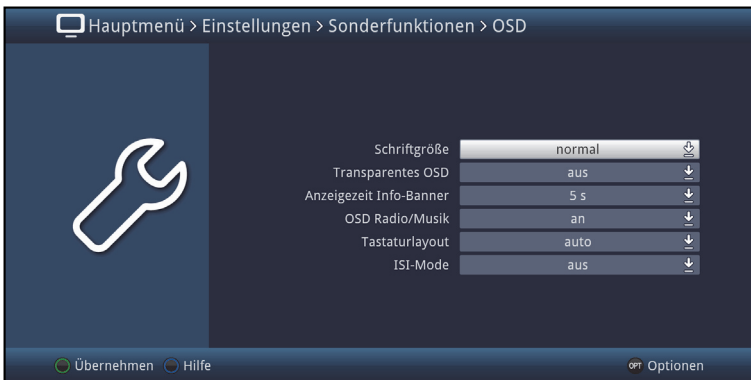 Hauptmenü > Einstellungen > Sonderfunktionen > OSD
Schriftgröße normal
Transparentes OSD aus
Anzeigezeit Info-Banner 5 s
OSD Radio/Musik an
Tastaturlayout auto
ISI-Mode aus
Übernehmen Hilfe OPT Optionen